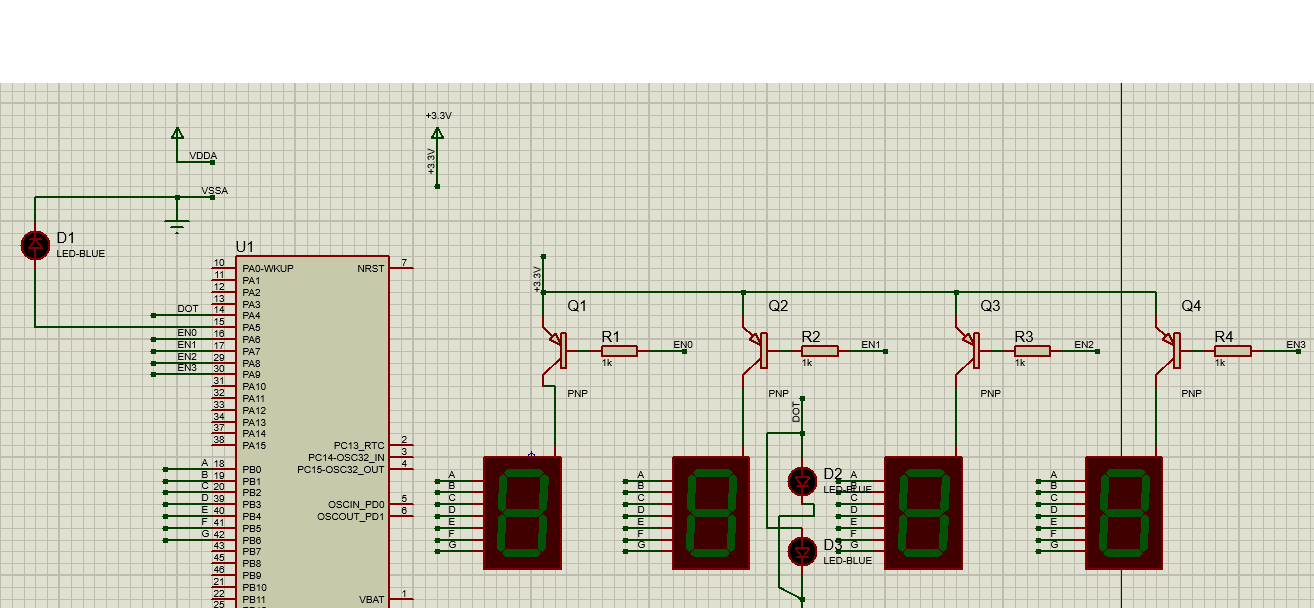 +3.3V
+3.3V
VDDA
VSSA
D1
LED-BLUE
U1
10 PA0-WKUP NRST 7
11 PA1
12 PA2
13 PA3
DOT 14 PA4
15 PA5
EN0 16 PA6
EN1 17 PA7
EN2 29 PA8
EN3 30 PA9
31 PA10
32 PA11
33 PA12
34 PA13
37 PA14
38 PA15
PC13_RTC 2
PC14-OSC32_IN 3
PC15-OSC32_OUT 4
A 18 PB0
B 19 PB1
C 20 PB2
D 39 PB3
E 40 PB4
F 41 PB5
G 42 PB6
43 PB7
45 PB8
46 PB9
21 PB10
22 PB11
25
OSCIN_PD0 5
OSCOUT_PD1 6
VBAT 1
+3.3V
Q1
R1
EN0
1k
PNP
Q2
R2
EN1
1k
PNP
Q3
R3
EN2
1k
PNP
Q4
R4
EN3
1k
PNP
DOT
D2
LED-BLUE
D3
LED-BLUE
A
B
C
D
E
F
G
A
B
C
D
E
F
G
A
B
C
D
E
F
G
A
B
C
D
E
F
G